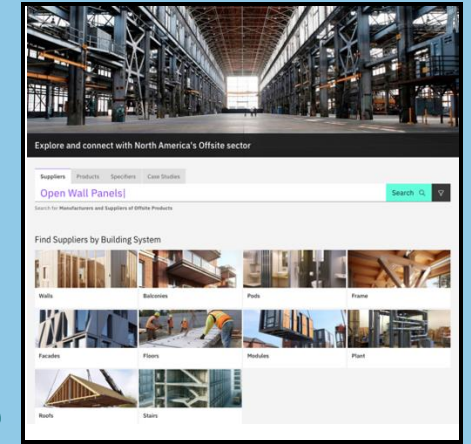 Explore and connect with North America's Offsite sector
Suppliers Products Specifiers Case Studies
Open Wall Panels
Search
Search for Manufacturers and Suppliers of Offsite Products
Find Suppliers by Building System
Walls Balconies Pods Frame
Facades Floors Modules Plant
Roofs Stairs